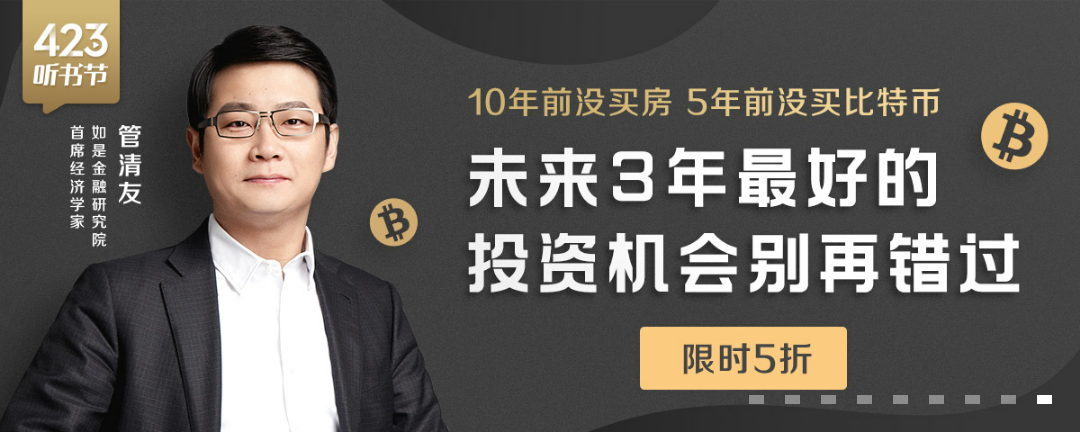 423
听书节
管清友
如是金融研究院
首席经济学家
10年前没买房 5年前没买比特币
未来3年最好的
投资机会别再错过
限时5折